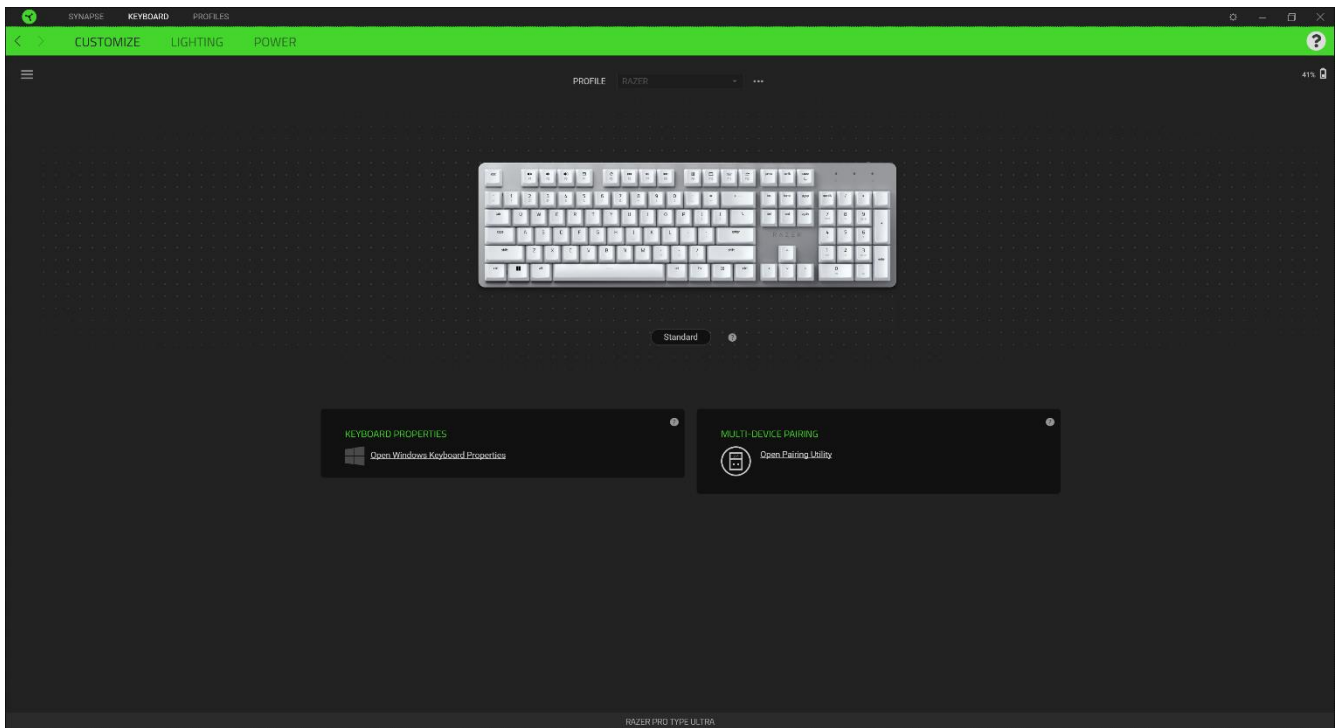 SYNAPSE KEYBOARD PROFILES
CUSTOMIZE LIGHTING POWER
?
PROFILE RAZER
41%
RAZER
Standard ?
KEYBOARD PROPERTIES ?
Open Windows Keyboard Properties
MULTI-DEVICE PAIRING ?
Open Pairing Utility
RAZER PRO TYPE ULTRA